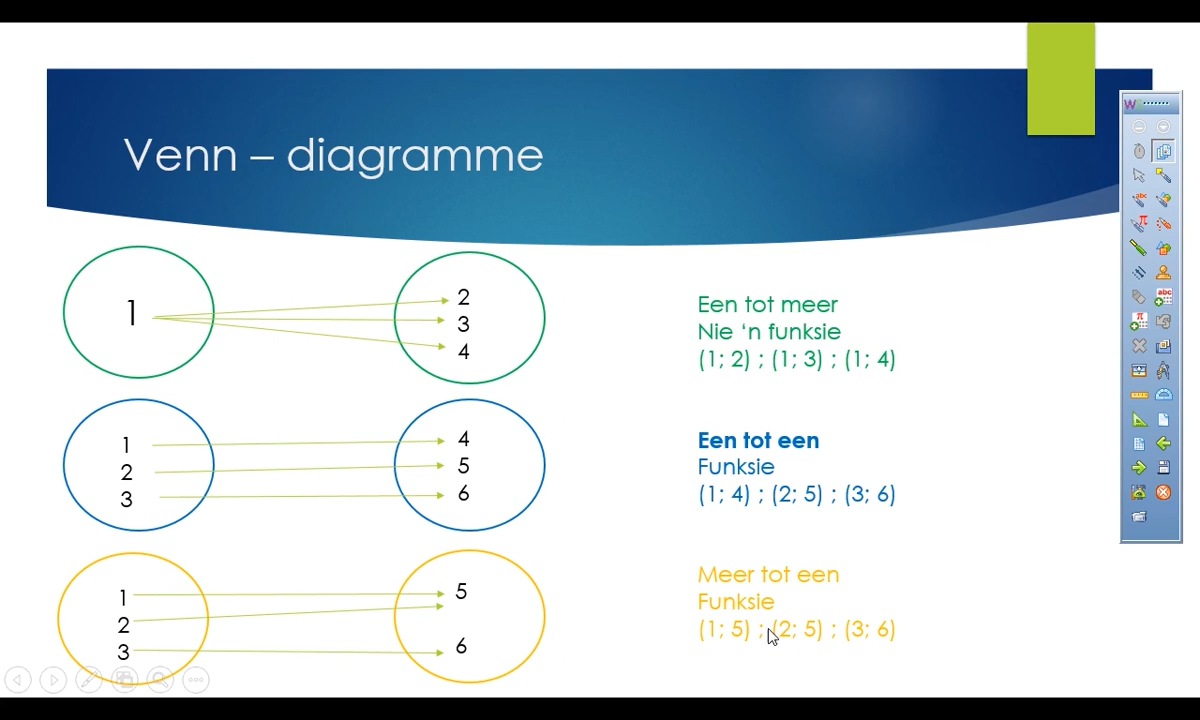 Venn – diagramme
1
2
3
4
Een tot meer
Nie ‘n funksie
(1; 2) ; (1; 3) ; (1; 4)
1
2
3
4
5
6
Een tot een
Funksie
(1; 4) ; (2; 5) ; (3; 6)
1
2
3
5
6
Meer tot een
Funksie
(1; 5) ; (2; 5) ; (3; 6)